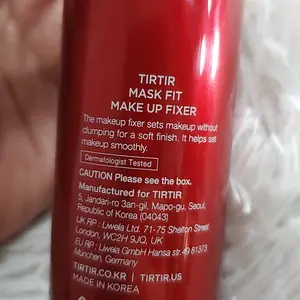 TIRTIR
MASK FIT
MAKE UP FIXER
The makeup fixer sets makeup without
clumping for a soft finish. It helps set
makeup smoothly.
Dermatologist Tested
CAUTION Please see the box.
Manufactured for TIRTIR
5, Jandari-ro 3an-gil, Mapo-gu, Seoul,
Republic of Korea (04043)
UK RP : Liwela Ltd. 71-75 Shelton Street
London, WC2H 9JQ, UK
EU RP : Liwela GmbH Hansa str. 49 81373
München, Germany
TIRTIR.CO.KR | TIRTIR.US
MADE IN KOREA